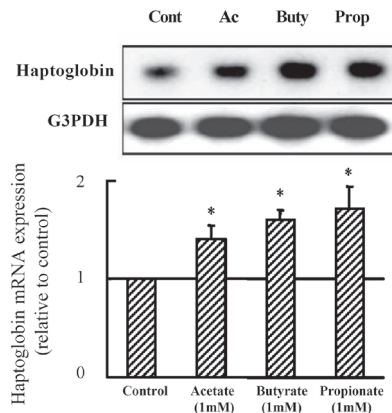 Cont Ac Buty Prop
Haptoglobin
G3PDH
Haptoglobin mRNA expression
(relative to control)
2
1
0
* * *
Control Acetate Butyrate Propionate
(1mM) (1mM) (1mM)